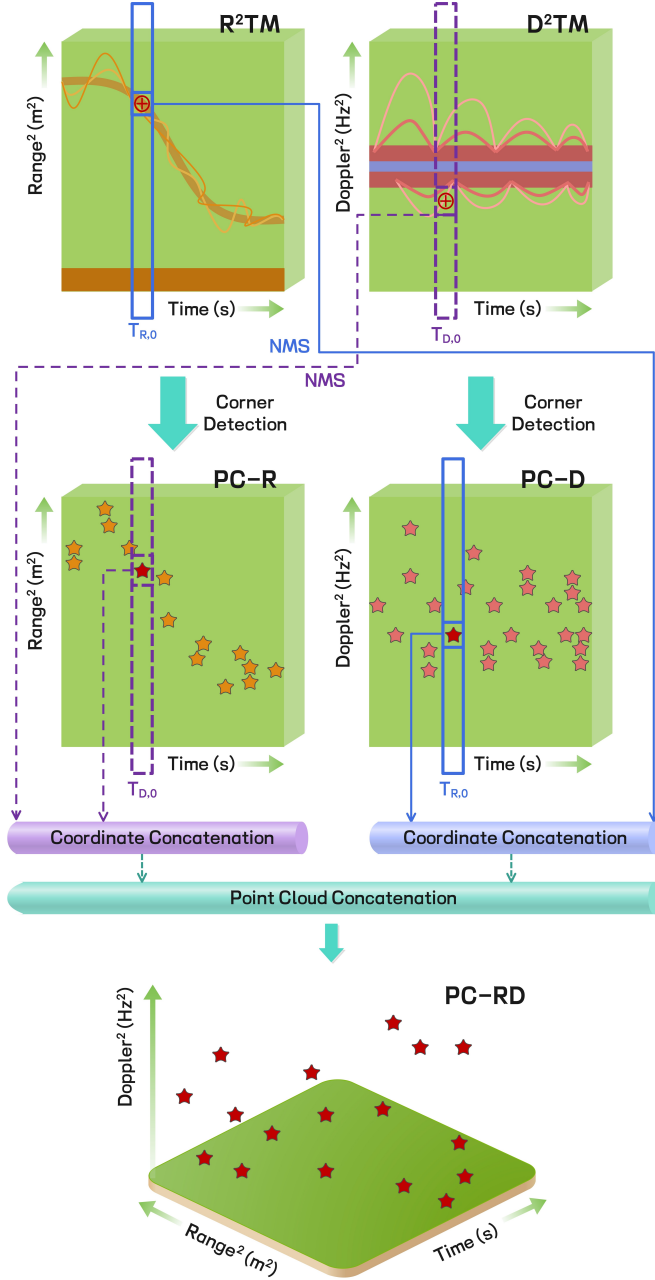 R²TM
D²TM
Range² (m²)
Doppler² (Hz²)
Time (s)
Time (s)
T_R,0
T_D,0
NMS
NMS
Corner
Detection
Corner
Detection
PC–R
PC–D
Range² (m²)
Doppler² (Hz²)
Time (s)
Time (s)
T_D,0
T_R,0
Coordinate Concatenation
Coordinate Concatenation
Point Cloud Concatenation
PC–RD
Doppler² (Hz²)
Range² (m²)
Time (s)